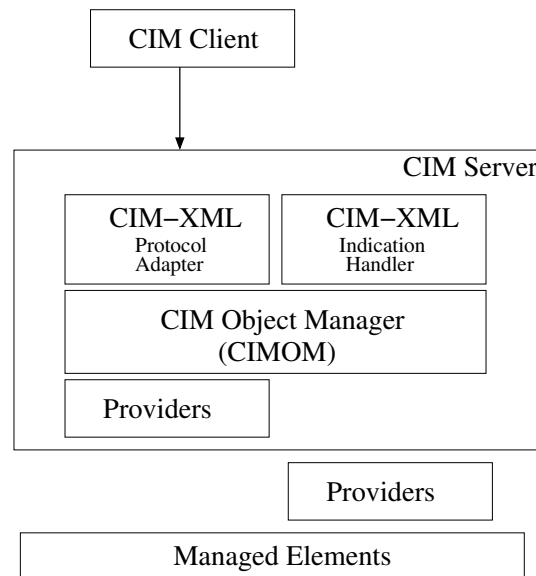 CIM Client
CIM Server
CIM−XML
Protocol
Adapter
CIM−XML
Indication
Handler
CIM Object Manager
(CIMOM)
Providers
Providers
Managed Elements